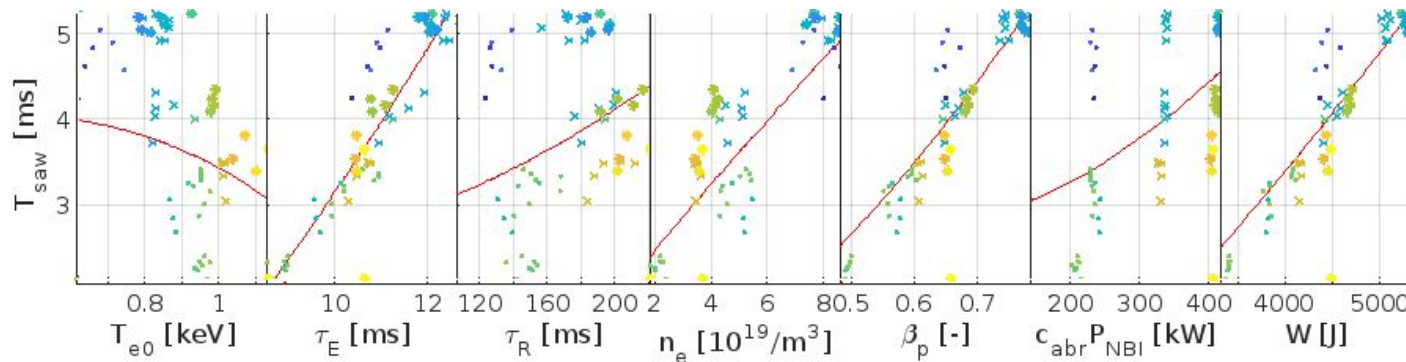 T_saw [ms]
5
4
3
0.8 1 10 12 120 160 200 2 4 6 8 0.5 0.6 0.7 200 300 400 4000 5000
T_e0 [keV] τ_E [ms] τ_R [ms] n_e [10^19/m^3] β_p [-] c_abr P_NBI [kW] W [J]